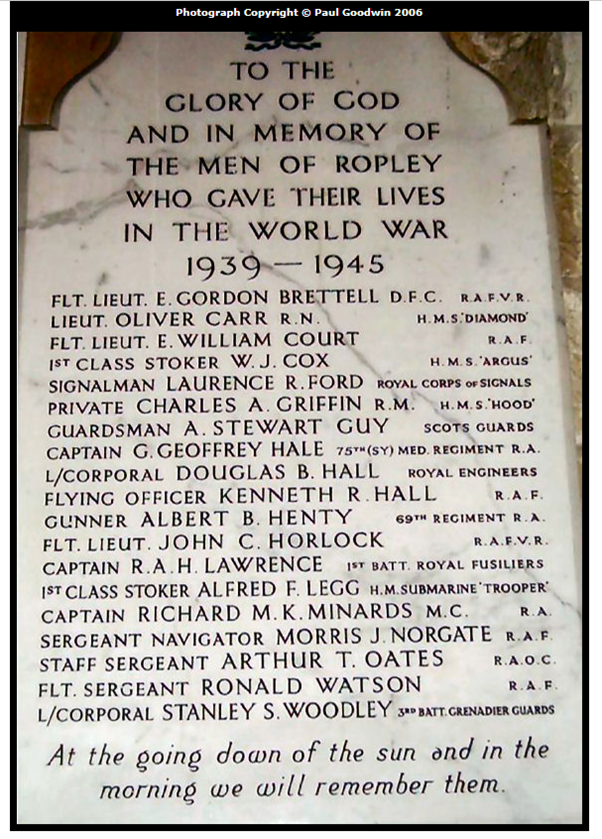 Photograph Copyright © Paul Goodwin 2006
TO THE
GLORY OF GOD
AND IN MEMORY OF
THE MEN OF ROPLEY
WHO GAVE THEIR LIVES
IN THE WORLD WAR
1939 — 1945
FLT. LIEUT. E. GORDON BRETTELL D.F.C. R.A.F.V.R.
LIEUT. OLIVER CARR R.N. H.M.S. 'DIAMOND'
FLT. LIEUT. E. WILLIAM COURT R.A.F.
1ST CLASS STOKER W. J. COX H.M.S. 'ARGUS'
SIGNALMAN LAURENCE R. FORD ROYAL CORPS OF SIGNALS
PRIVATE CHARLES A. GRIFFIN R.M. H.M.S. 'HOOD'
GUARDSMAN A. STEWART GUY SCOTS GUARDS
CAPTAIN G. GEOFFREY HALE 75TH (SY) MED. REGIMENT R.A.
L/CORPORAL DOUGLAS B. HALL ROYAL ENGINEERS
FLYING OFFICER KENNETH R. HALL R.A.F.
GUNNER ALBERT B. HENTY 69TH REGIMENT R.A.
FLT. LIEUT. JOHN C. HORLOCK R.A.F.V.R.
CAPTAIN R.A.H. LAWRENCE 1ST BATT. ROYAL FUSILIERS
1ST CLASS STOKER ALFRED F. LEGG H.M. SUBMARINE 'TROOPER'
CAPTAIN RICHARD M.K. MINARDS M.C. R.A.
SERGEANT NAVIGATOR MORRIS J. NORGATE R.A.F.
STAFF SERGEANT ARTHUR T. OATES R.A.O.C.
FLT. SERGEANT RONALD WATSON R.A.F.
L/CORPORAL STANLEY S. WOODLEY 3RD BATT. GRENADIER GUARDS
At the going down of the sun and in the
morning we will remember them.